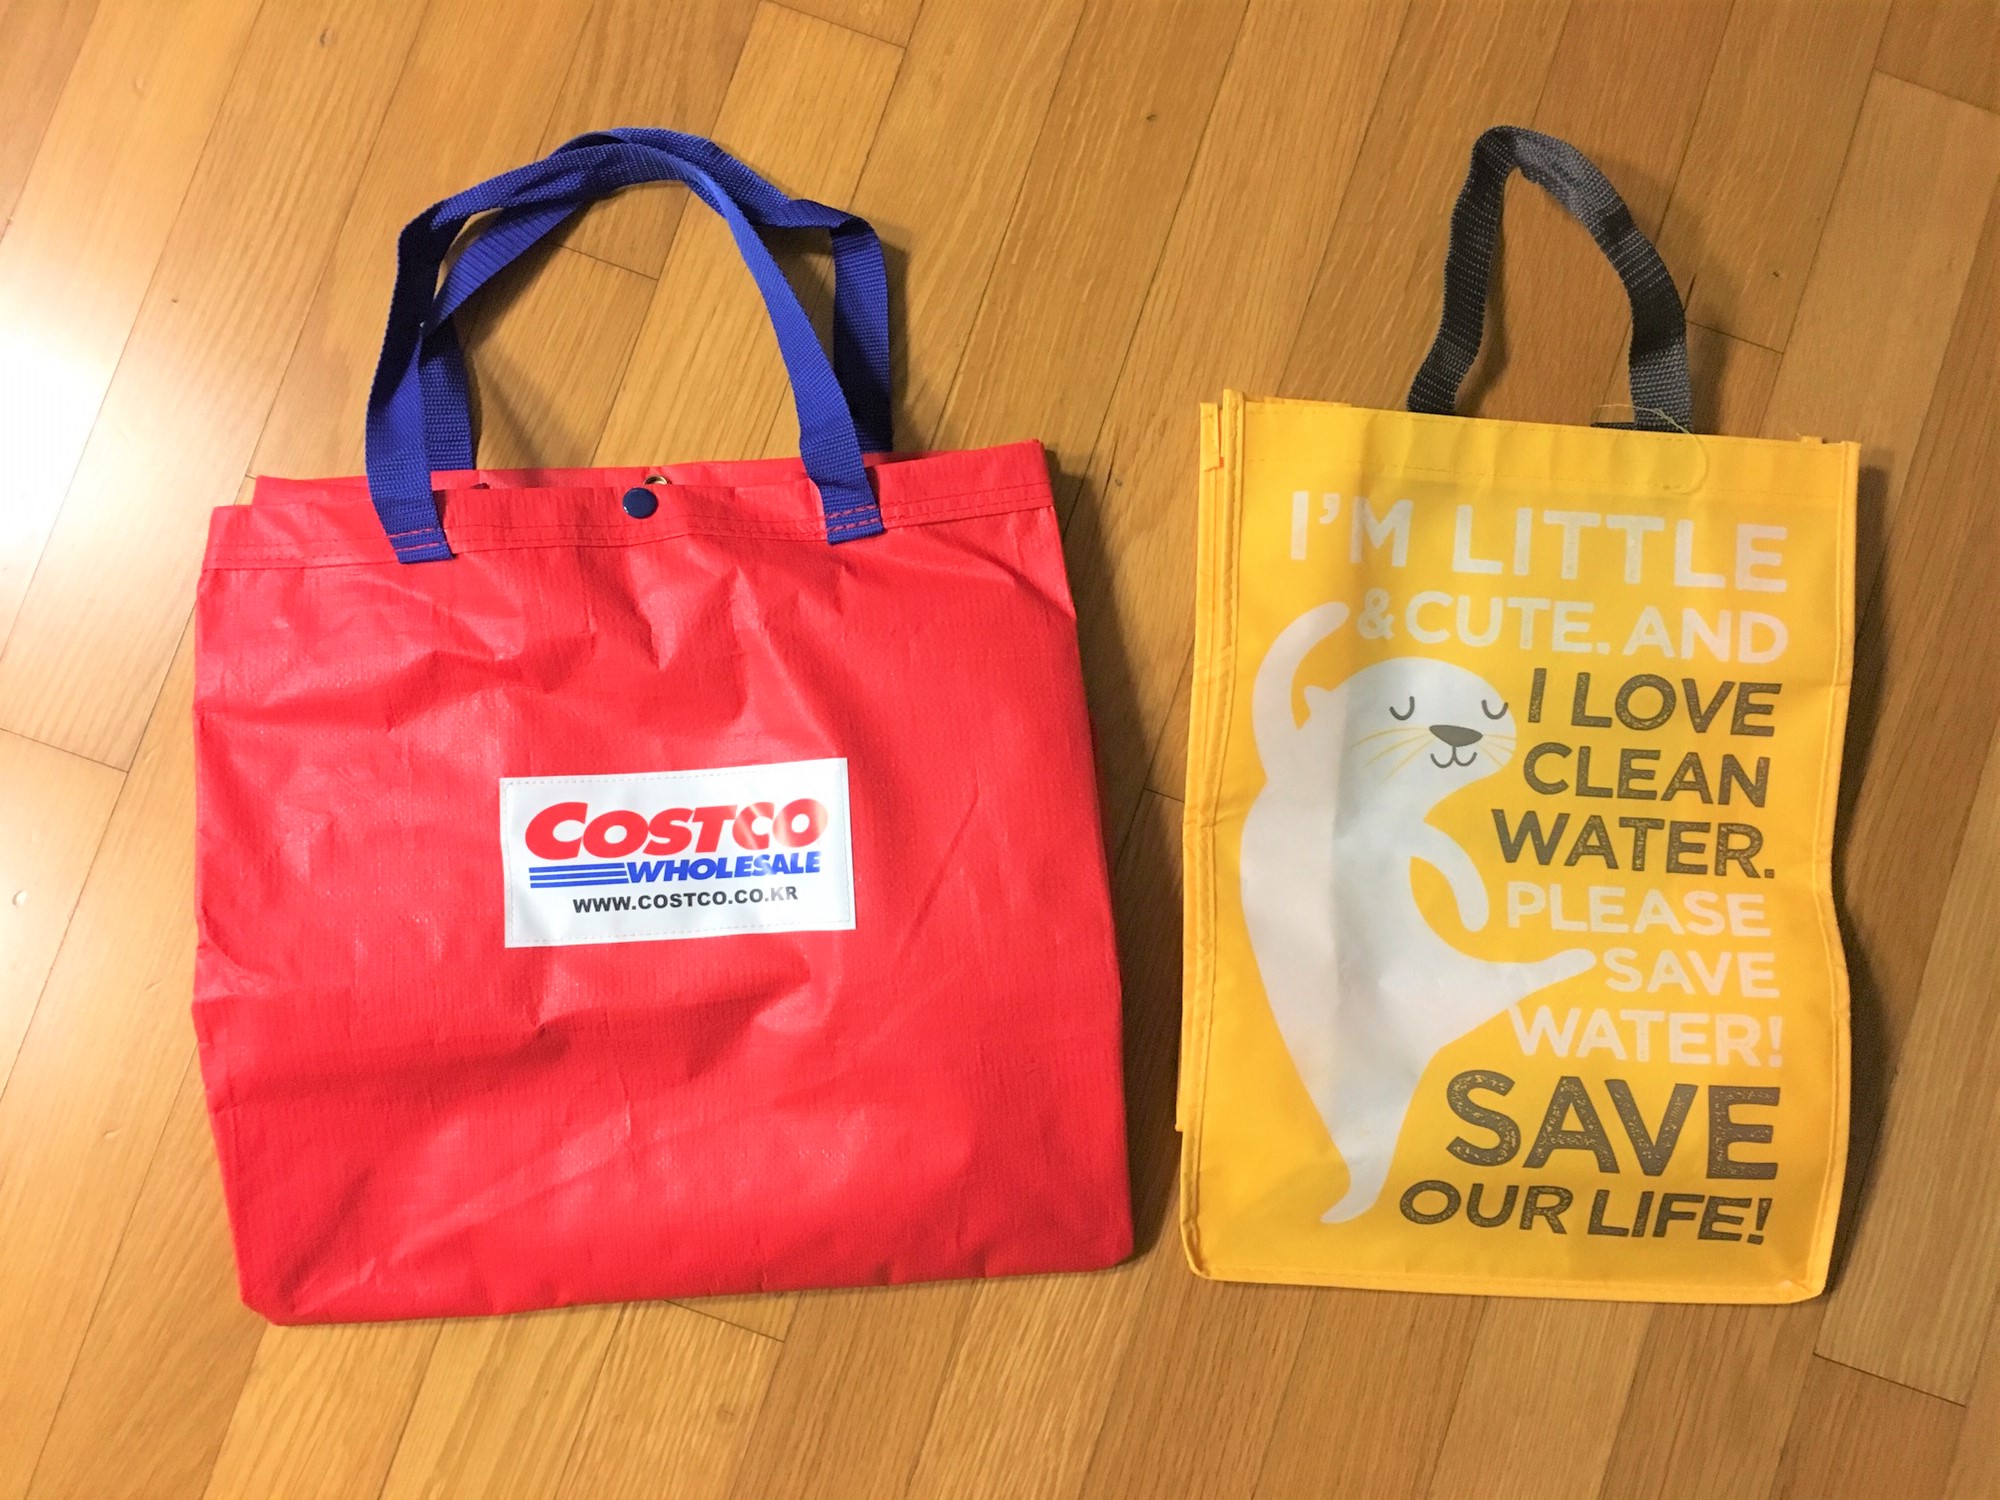 COSTCO
WHOLESALE
WWW.COSTCO.CO.KR
I'M LITTLE
& CUTE. AND
I LOVE
CLEAN
WATER.
PLEASE
SAVE
WATER!
SAVE
OUR LIFE!